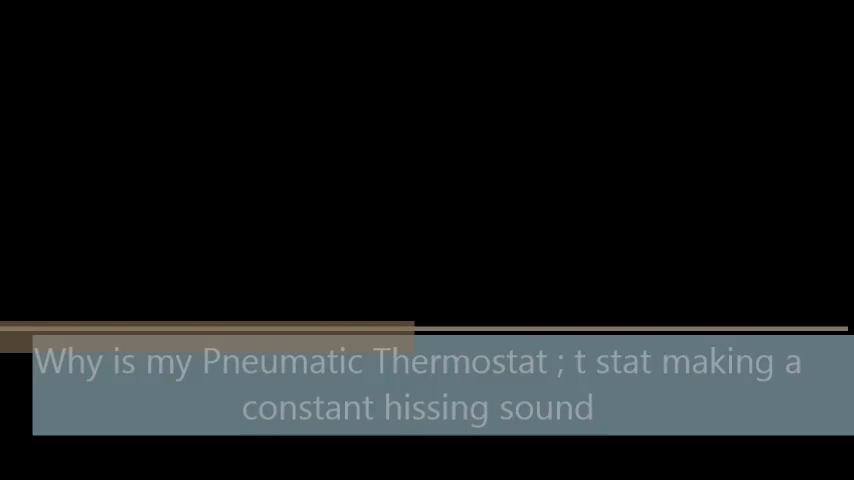 Why is my Pneumatic Thermostat ; t stat making a
constant hissing sound